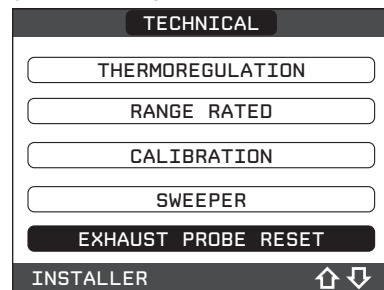 TECHNICAL
THERMOREGULATION
RANGE RATED
CALIBRATION
SWEEPER
EXHAUST PROBE RESET
INSTALLER